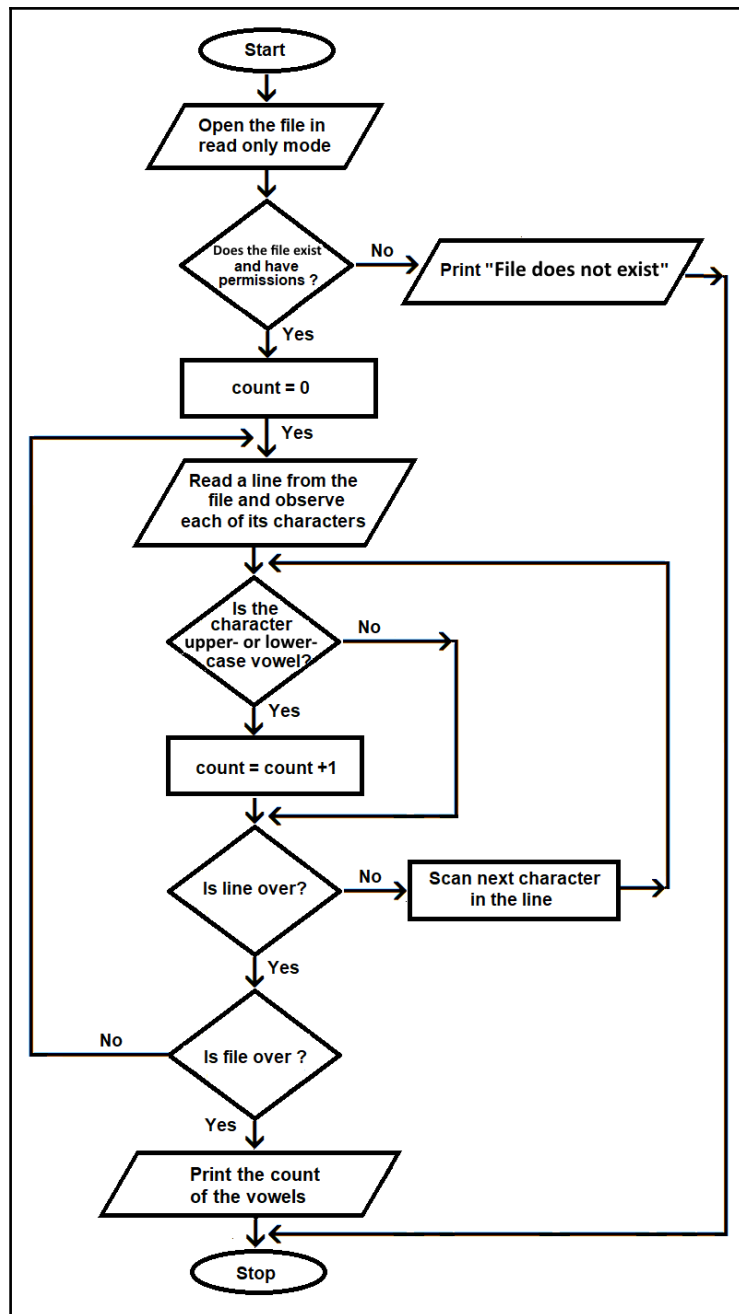 Start
Open the file in
read only mode
Does the file exist
and have
permissions ?
No
Print "File does not exist"
Yes
count = 0
Yes
Read a line from the
file and observe
each of its characters
Is the
character
upper- or lower-
case vowel?
No
Yes
count = count +1
Is line over?
No
Scan next character
in the line
Yes
Is file over ?
No
Yes
Print the count
of the vowels
Stop